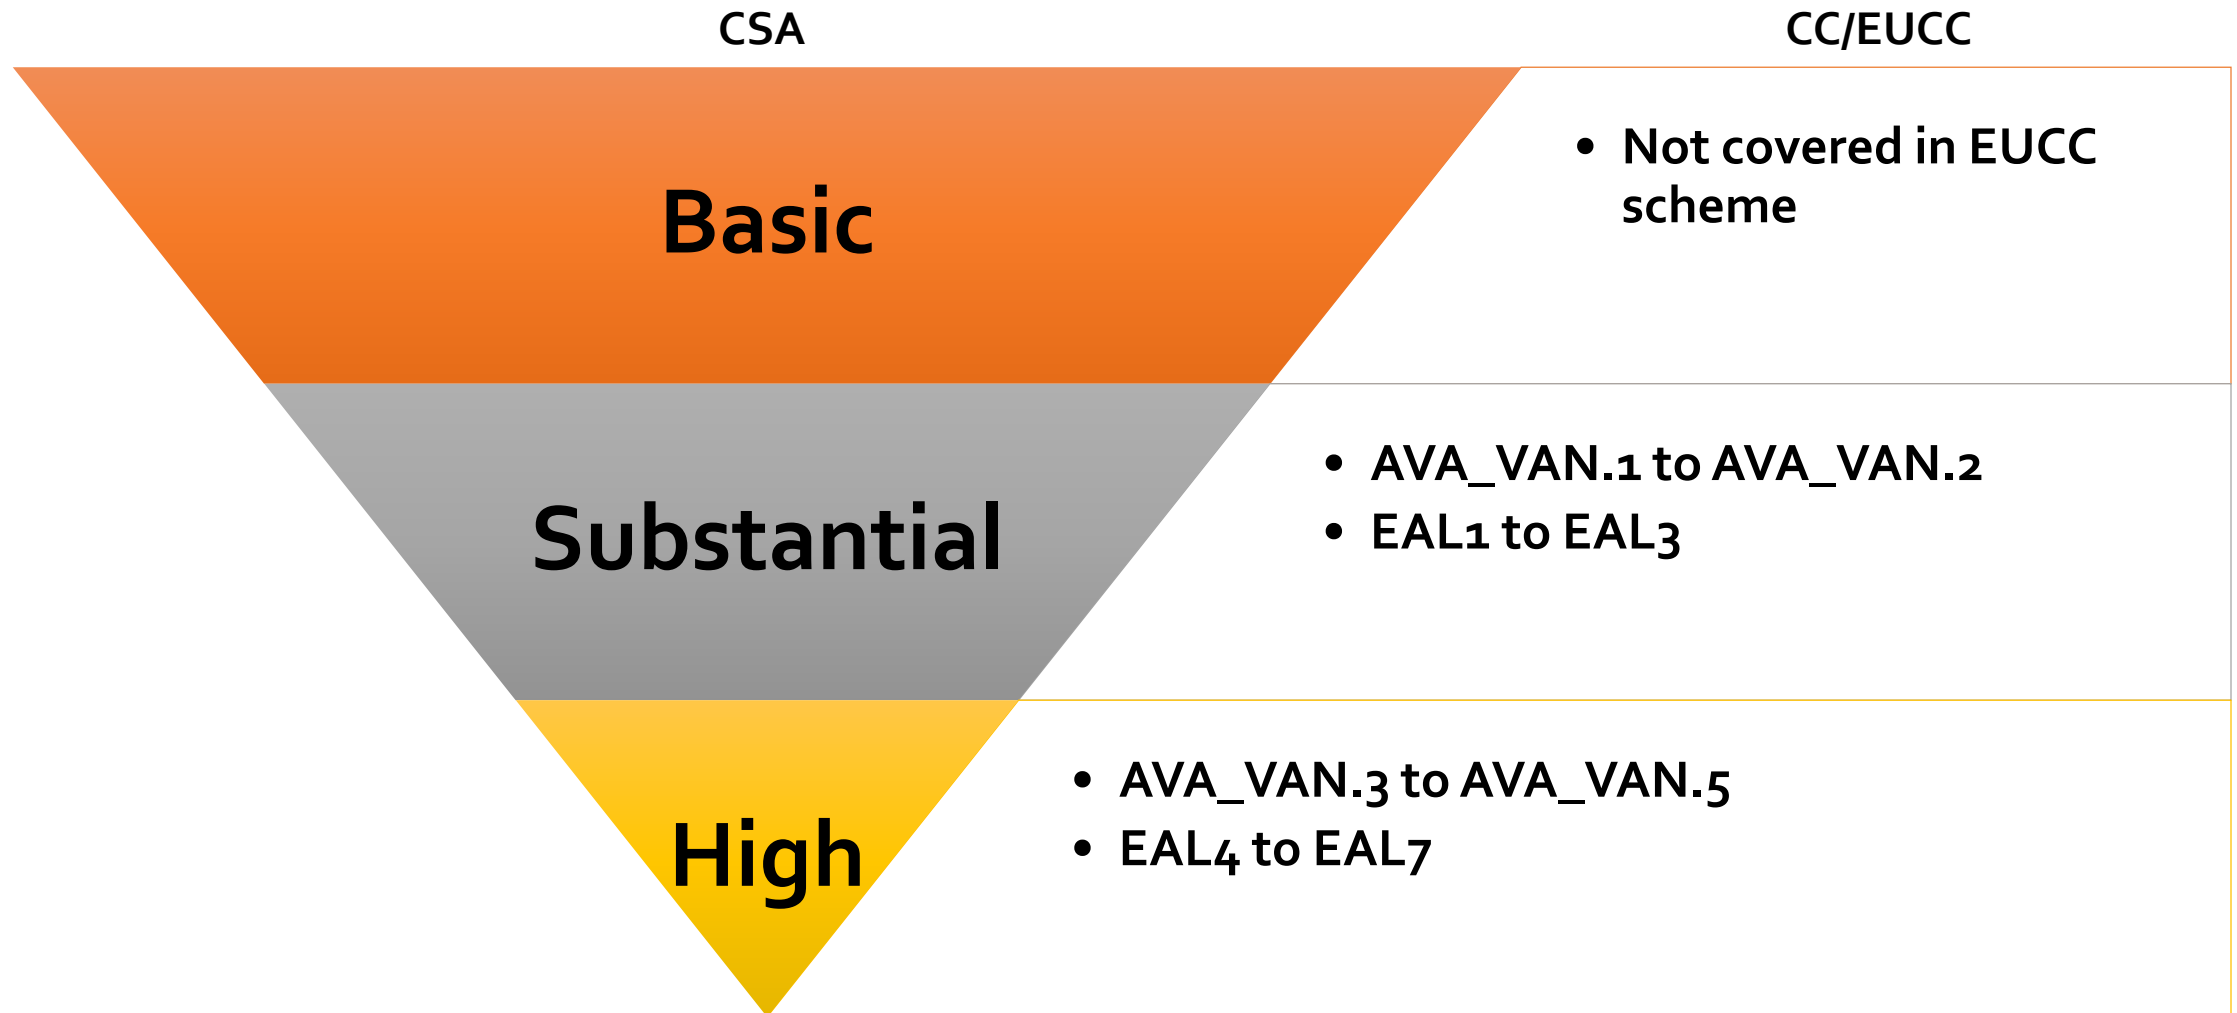 CSA
CC/EUCC
Basic
• Not covered in EUCC
scheme
Substantial
• AVA_VAN.1 to AVA_VAN.2
• EAL1 to EAL3
High
• AVA_VAN.3 to AVA_VAN.5
• EAL4 to EAL7